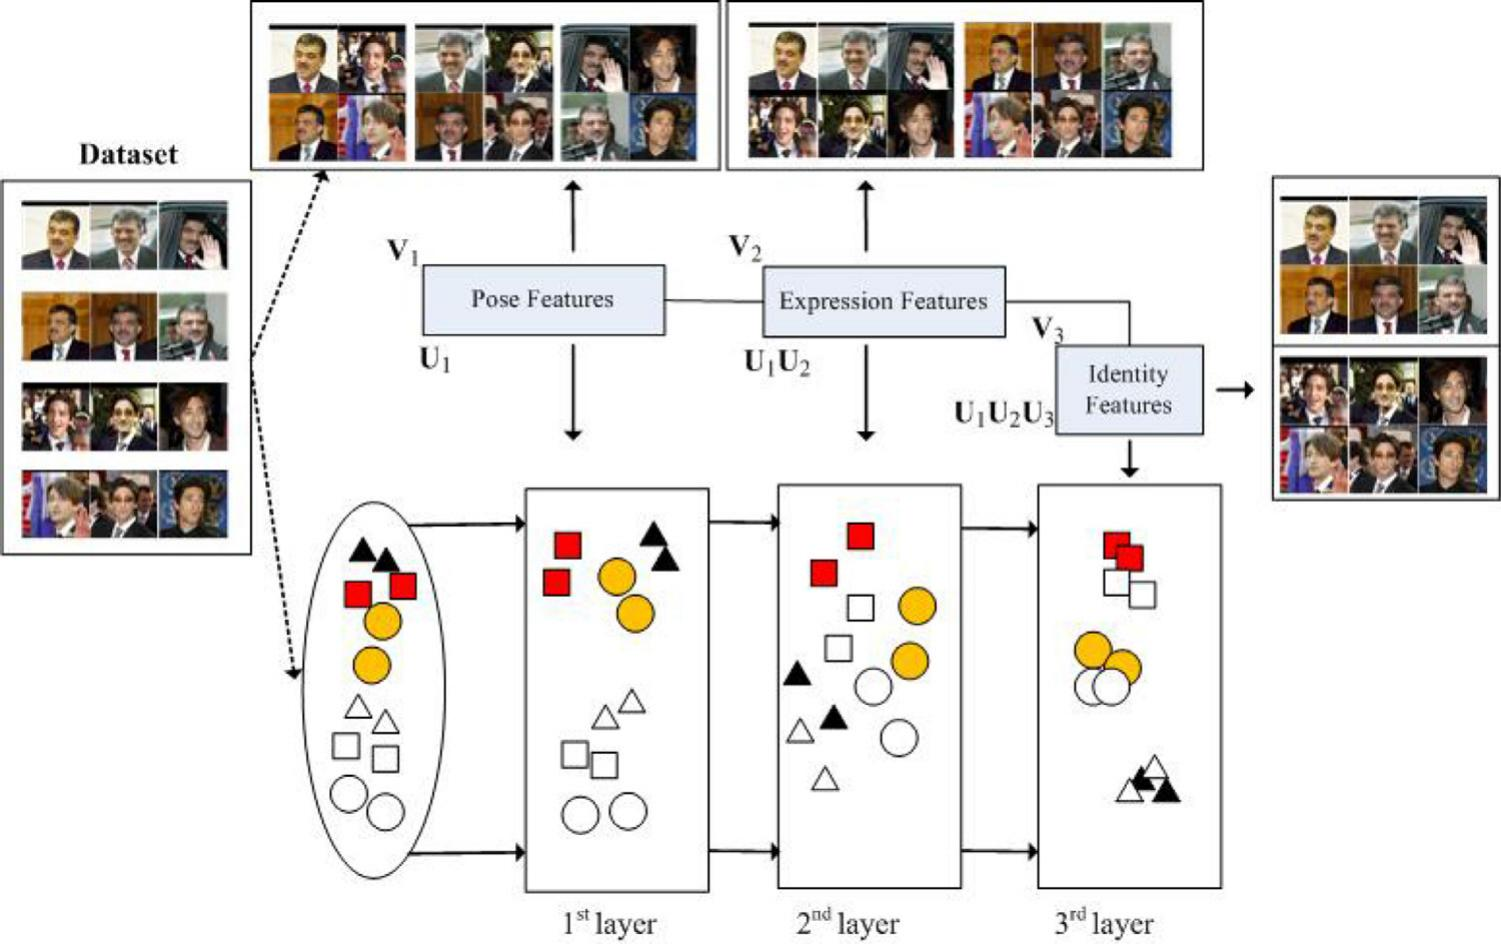 Dataset
V₁
V₂
Pose Features
Expression Features
V₃
U₁
U₁U₂
Identity
Features
U₁U₂U₃
1ˢᵗ layer
2ⁿᵈ layer
3ʳᵈ layer